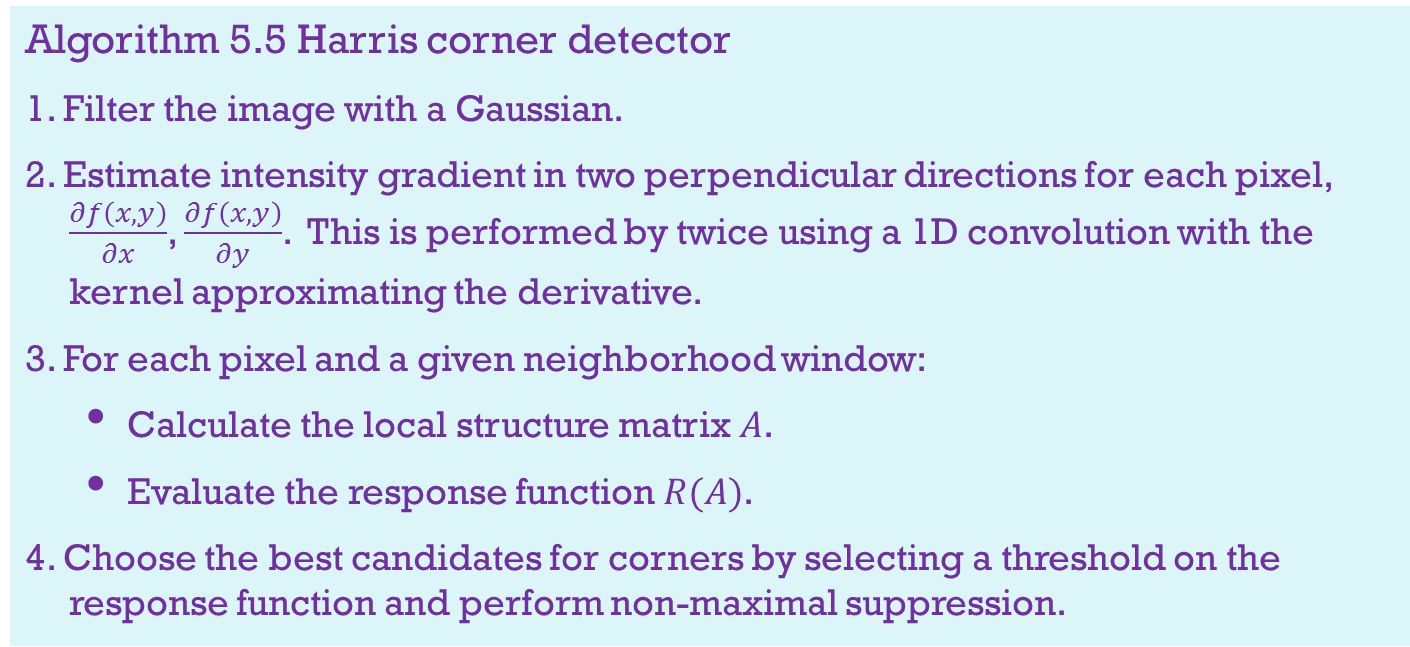 Algorithm 5.5 Harris corner detector
1. Filter the image with a Gaussian.
2. Estimate intensity gradient in two perpendicular directions for each pixel,
∂f(x,y)/∂x, ∂f(x,y)/∂y. This is performed by twice using a 1D convolution with the
kernel approximating the derivative.
3. For each pixel and a given neighborhood window:
• Calculate the local structure matrix A.
• Evaluate the response function R(A).
4. Choose the best candidates for corners by selecting a threshold on the
response function and perform non-maximal suppression.